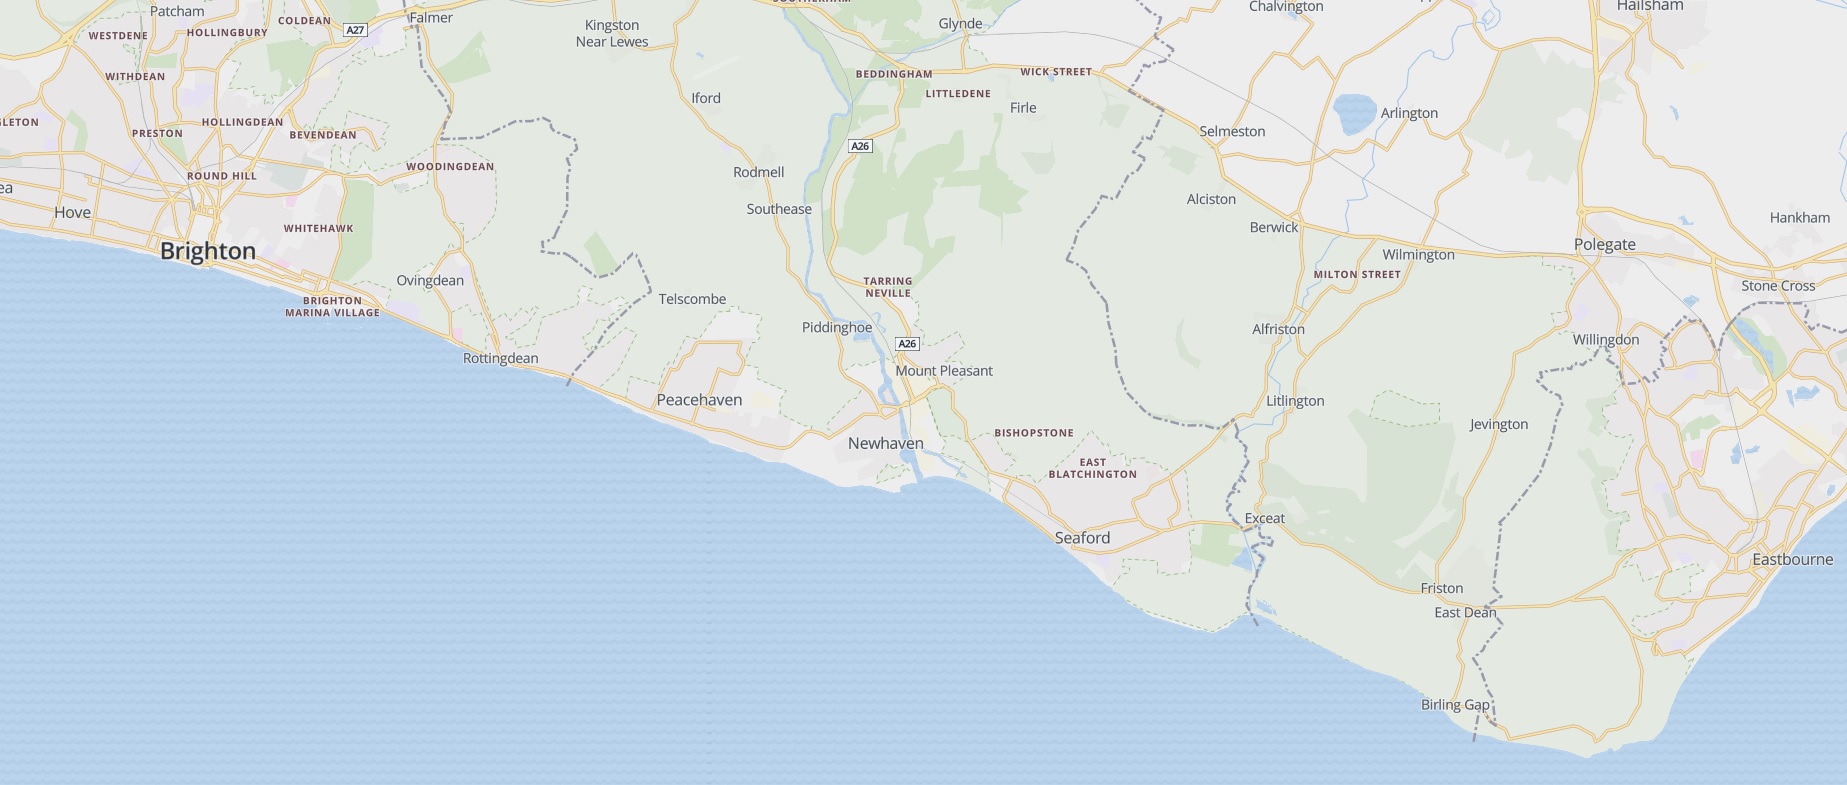 Falmer
COLDEAN
A27
WESTDENE
HOLLINGBURY
Patcham
Kingston
Near Lewes
Glynde
Chalvington
Hailsham
WITHDEAN
BEDDINGHAM
WICK STREET
LITTLEDENE
Firle
Iford
HOLLINGDEAN
PRESTON
BEVENDEAN
Arlington
Selmeston
A26
WOODINGDEAN
ROUND HILL
Rodmell
Southease
Alciston
Hove
WHITEHAWK
Berwick
Hankham
Brighton
Polegate
Wilmington
MILTON STREET
Ovingdean
TARRING
NEVILLE
Stone Cross
BRIGHTON
MARINA VILLAGE
Telscombe
Piddinghoe
Alfriston
Willingdon
A26
Rottingdean
Mount Pleasant
Peacehaven
Litlington
Jevington
BISHOPSTONE
Newhaven
EAST
BLATCHINGTON
Exceat
Seaford
Eastbourne
Friston
East Dean
Birling Gap